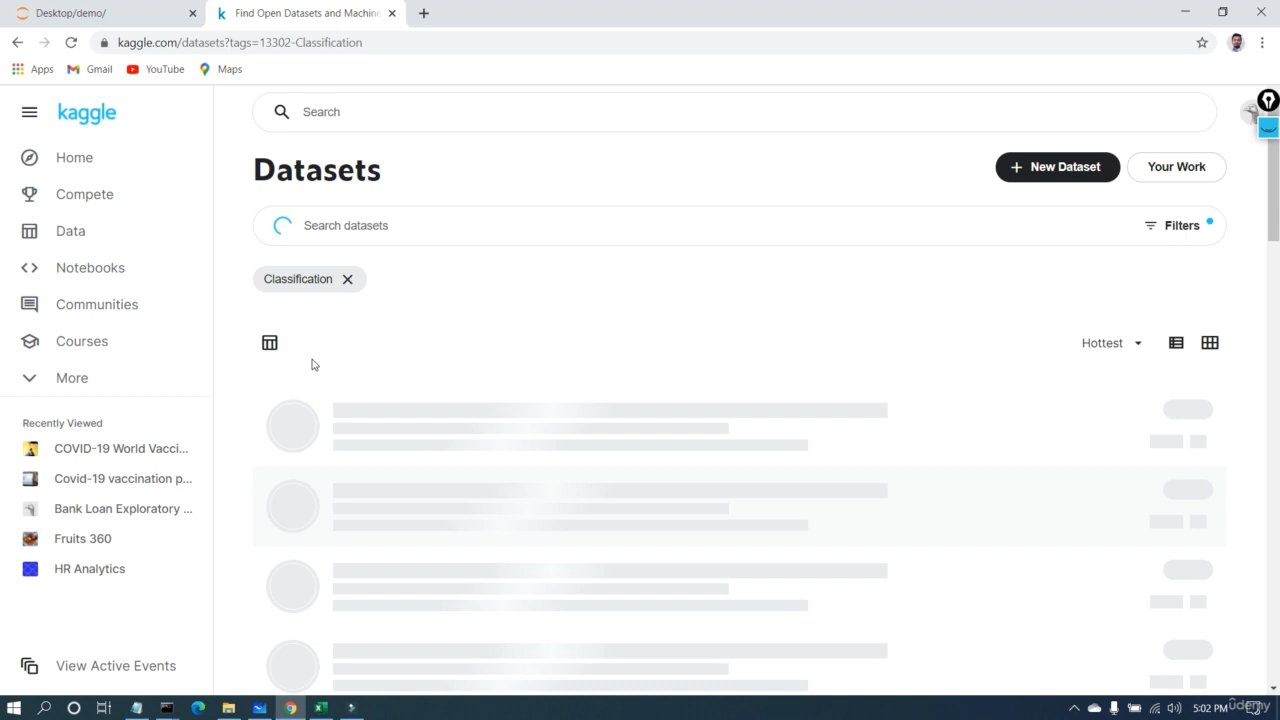 Desktop/demo/
Find Open Datasets and Machine
kaggle.com/datasets?tags=13302-Classification
Apps
Gmail
YouTube
Maps
kaggle
Search
Home
Datasets
New Dataset
Your Work
Compete
Data
Search datasets
Filters
Notebooks
Classification
Communities
Courses
Hottest
More
Recently Viewed
COVID-19 World Vacci...
Covid-19 vaccination p...
Bank Loan Exploratory ...
Fruits 360
HR Analytics
View Active Events
5:02 PM
udemy